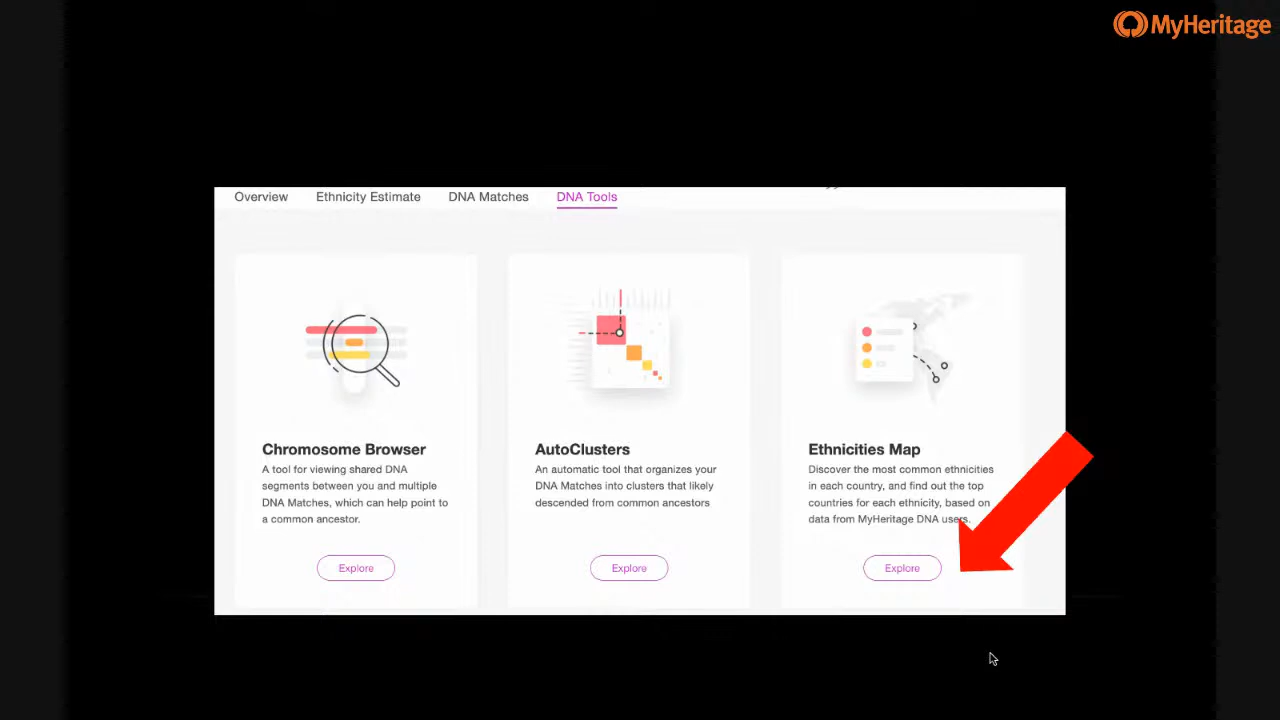 MyHeritage
Overview Ethnicity Estimate DNA Matches DNA Tools
Chromosome Browser
A tool for viewing shared DNA
segments between you and multiple
DNA Matches, which can help point to
a common ancestor.
Explore
AutoClusters
An automatic tool that organizes your
DNA Matches into clusters that likely
descended from common ancestors
Explore
Ethnicities Map
Discover the most common ethnicities
in each country, and find out the top
countries for each ethnicity, based on
data from MyHeritage DNA users.
Explore